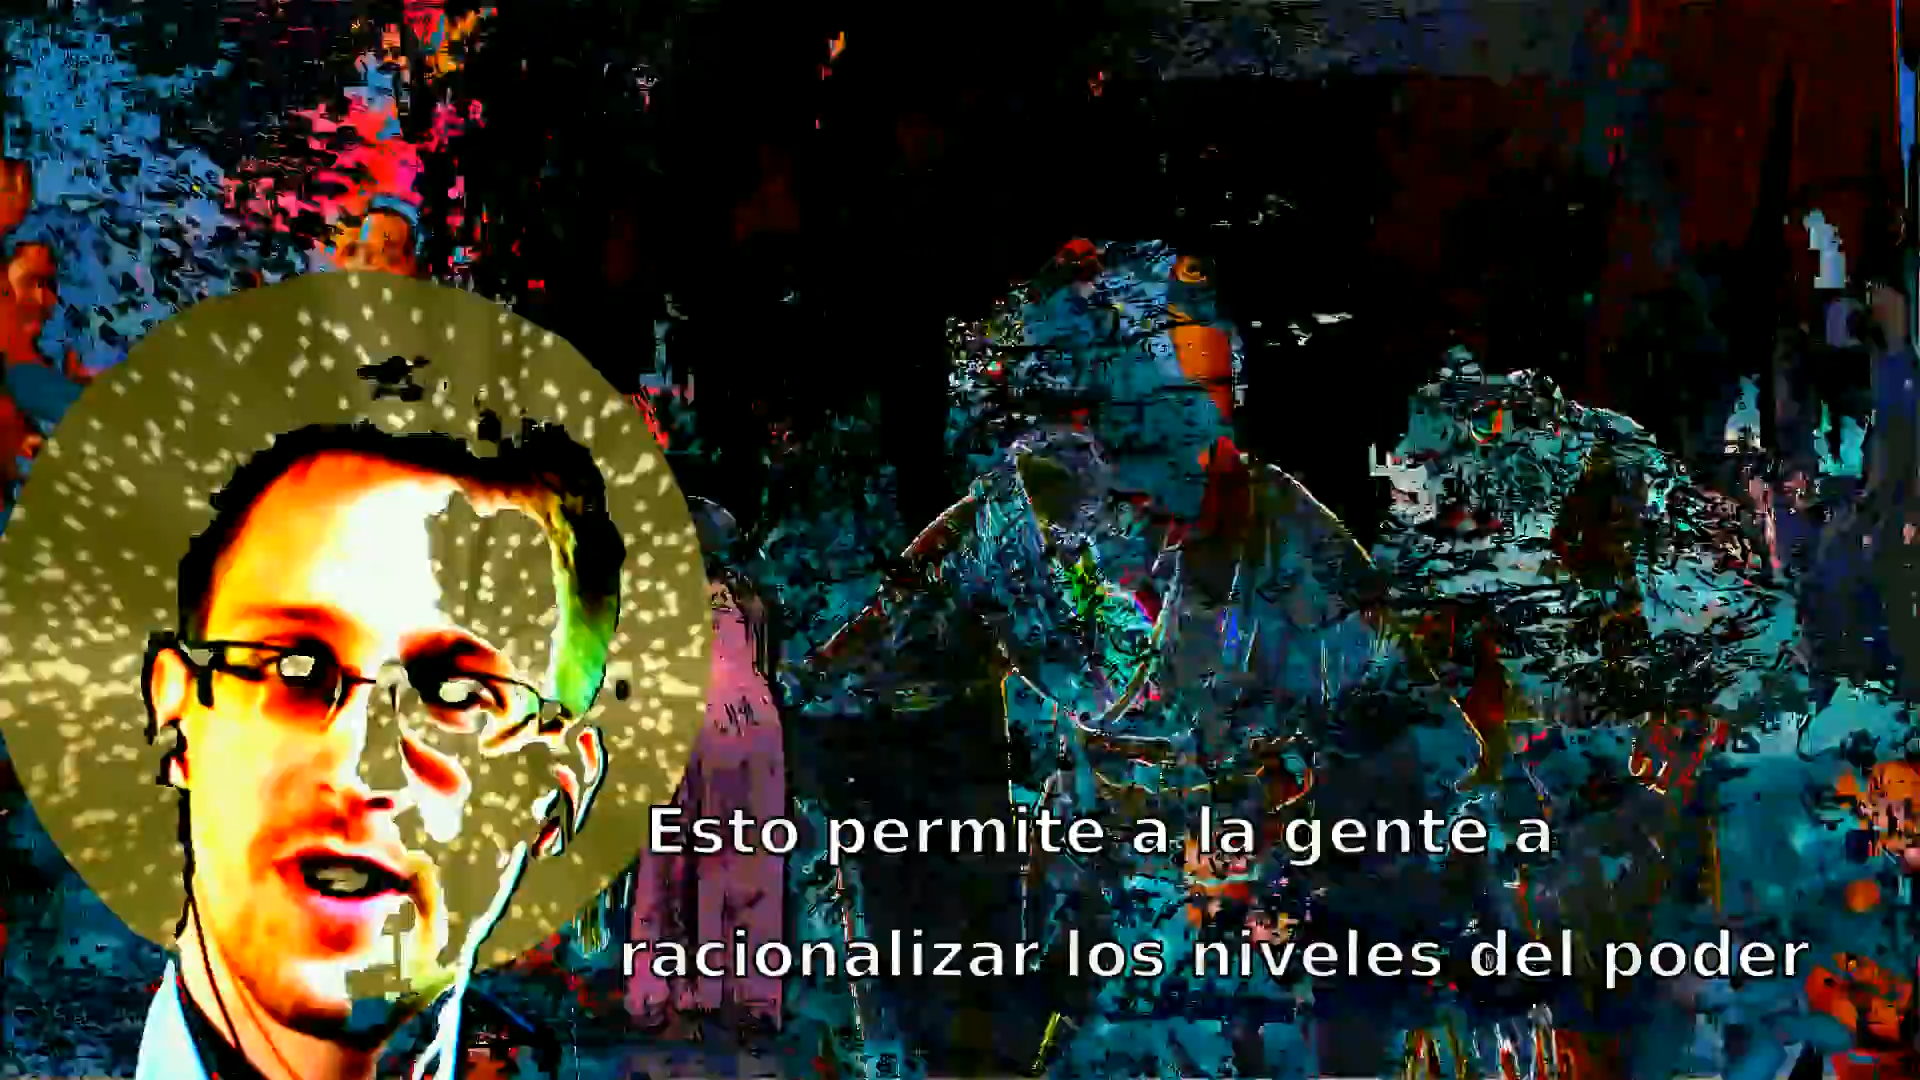 Esto permite a la gente a
racionalizar los niveles del poder